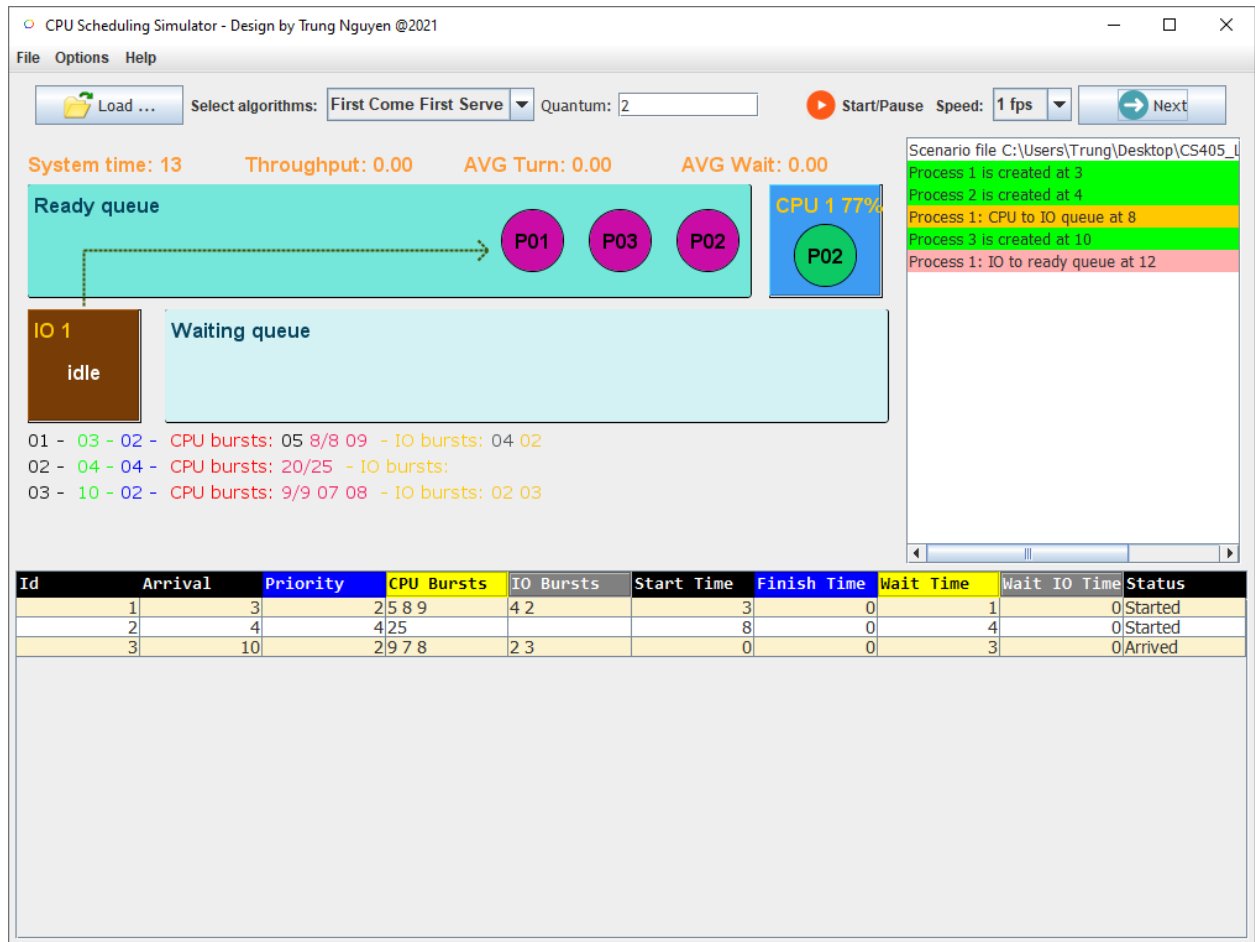 CPU Scheduling Simulator - Design by Trung Nguyen @2021
File Options Help
Load ... Select algorithms: First Come First Serve Quantum: 2 Start/Pause Speed: 1 fps Next
System time: 13 Throughput: 0.00 AVG Turn: 0.00 AVG Wait: 0.00
Ready queue
P01 P03 P02
CPU 1 77%
P02
IO 1
idle
Waiting queue
01 - 03 - 02 - CPU bursts: 05 8/8 09 - IO bursts: 04 02
02 - 04 - 04 - CPU bursts: 20/25 - IO bursts:
03 - 10 - 02 - CPU bursts: 9/9 07 08 - IO bursts: 02 03
Scenario file C:\Users\Trung\Desktop\CS405_L
Process 1 is created at 3
Process 2 is created at 4
Process 1: CPU to IO queue at 8
Process 3 is created at 10
Process 1: IO to ready queue at 12
Id Arrival Priority CPU Bursts IO Bursts Start Time Finish Time Wait Time Wait IO Time Status
1 3 2 5 8 9 4 2 3 0 1 0 Started
2 4 4 25 8 0 4 0 Started
3 10 2 9 7 8 2 3 0 0 3 0 Arrived